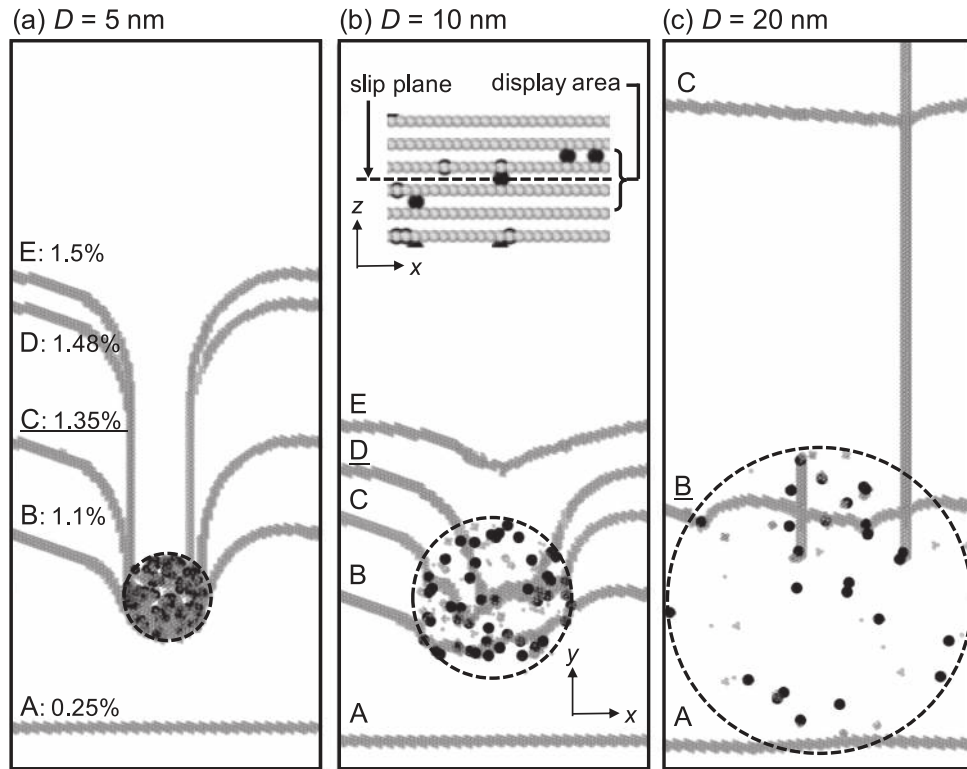 (a) D = 5 nm
E: 1.5%
D: 1.48%
C: 1.35%
B: 1.1%
A: 0.25%
(b) D = 10 nm
slip plane
display area
z
x
E
D
C
B
A
y
x
(c) D = 20 nm
C
B
A